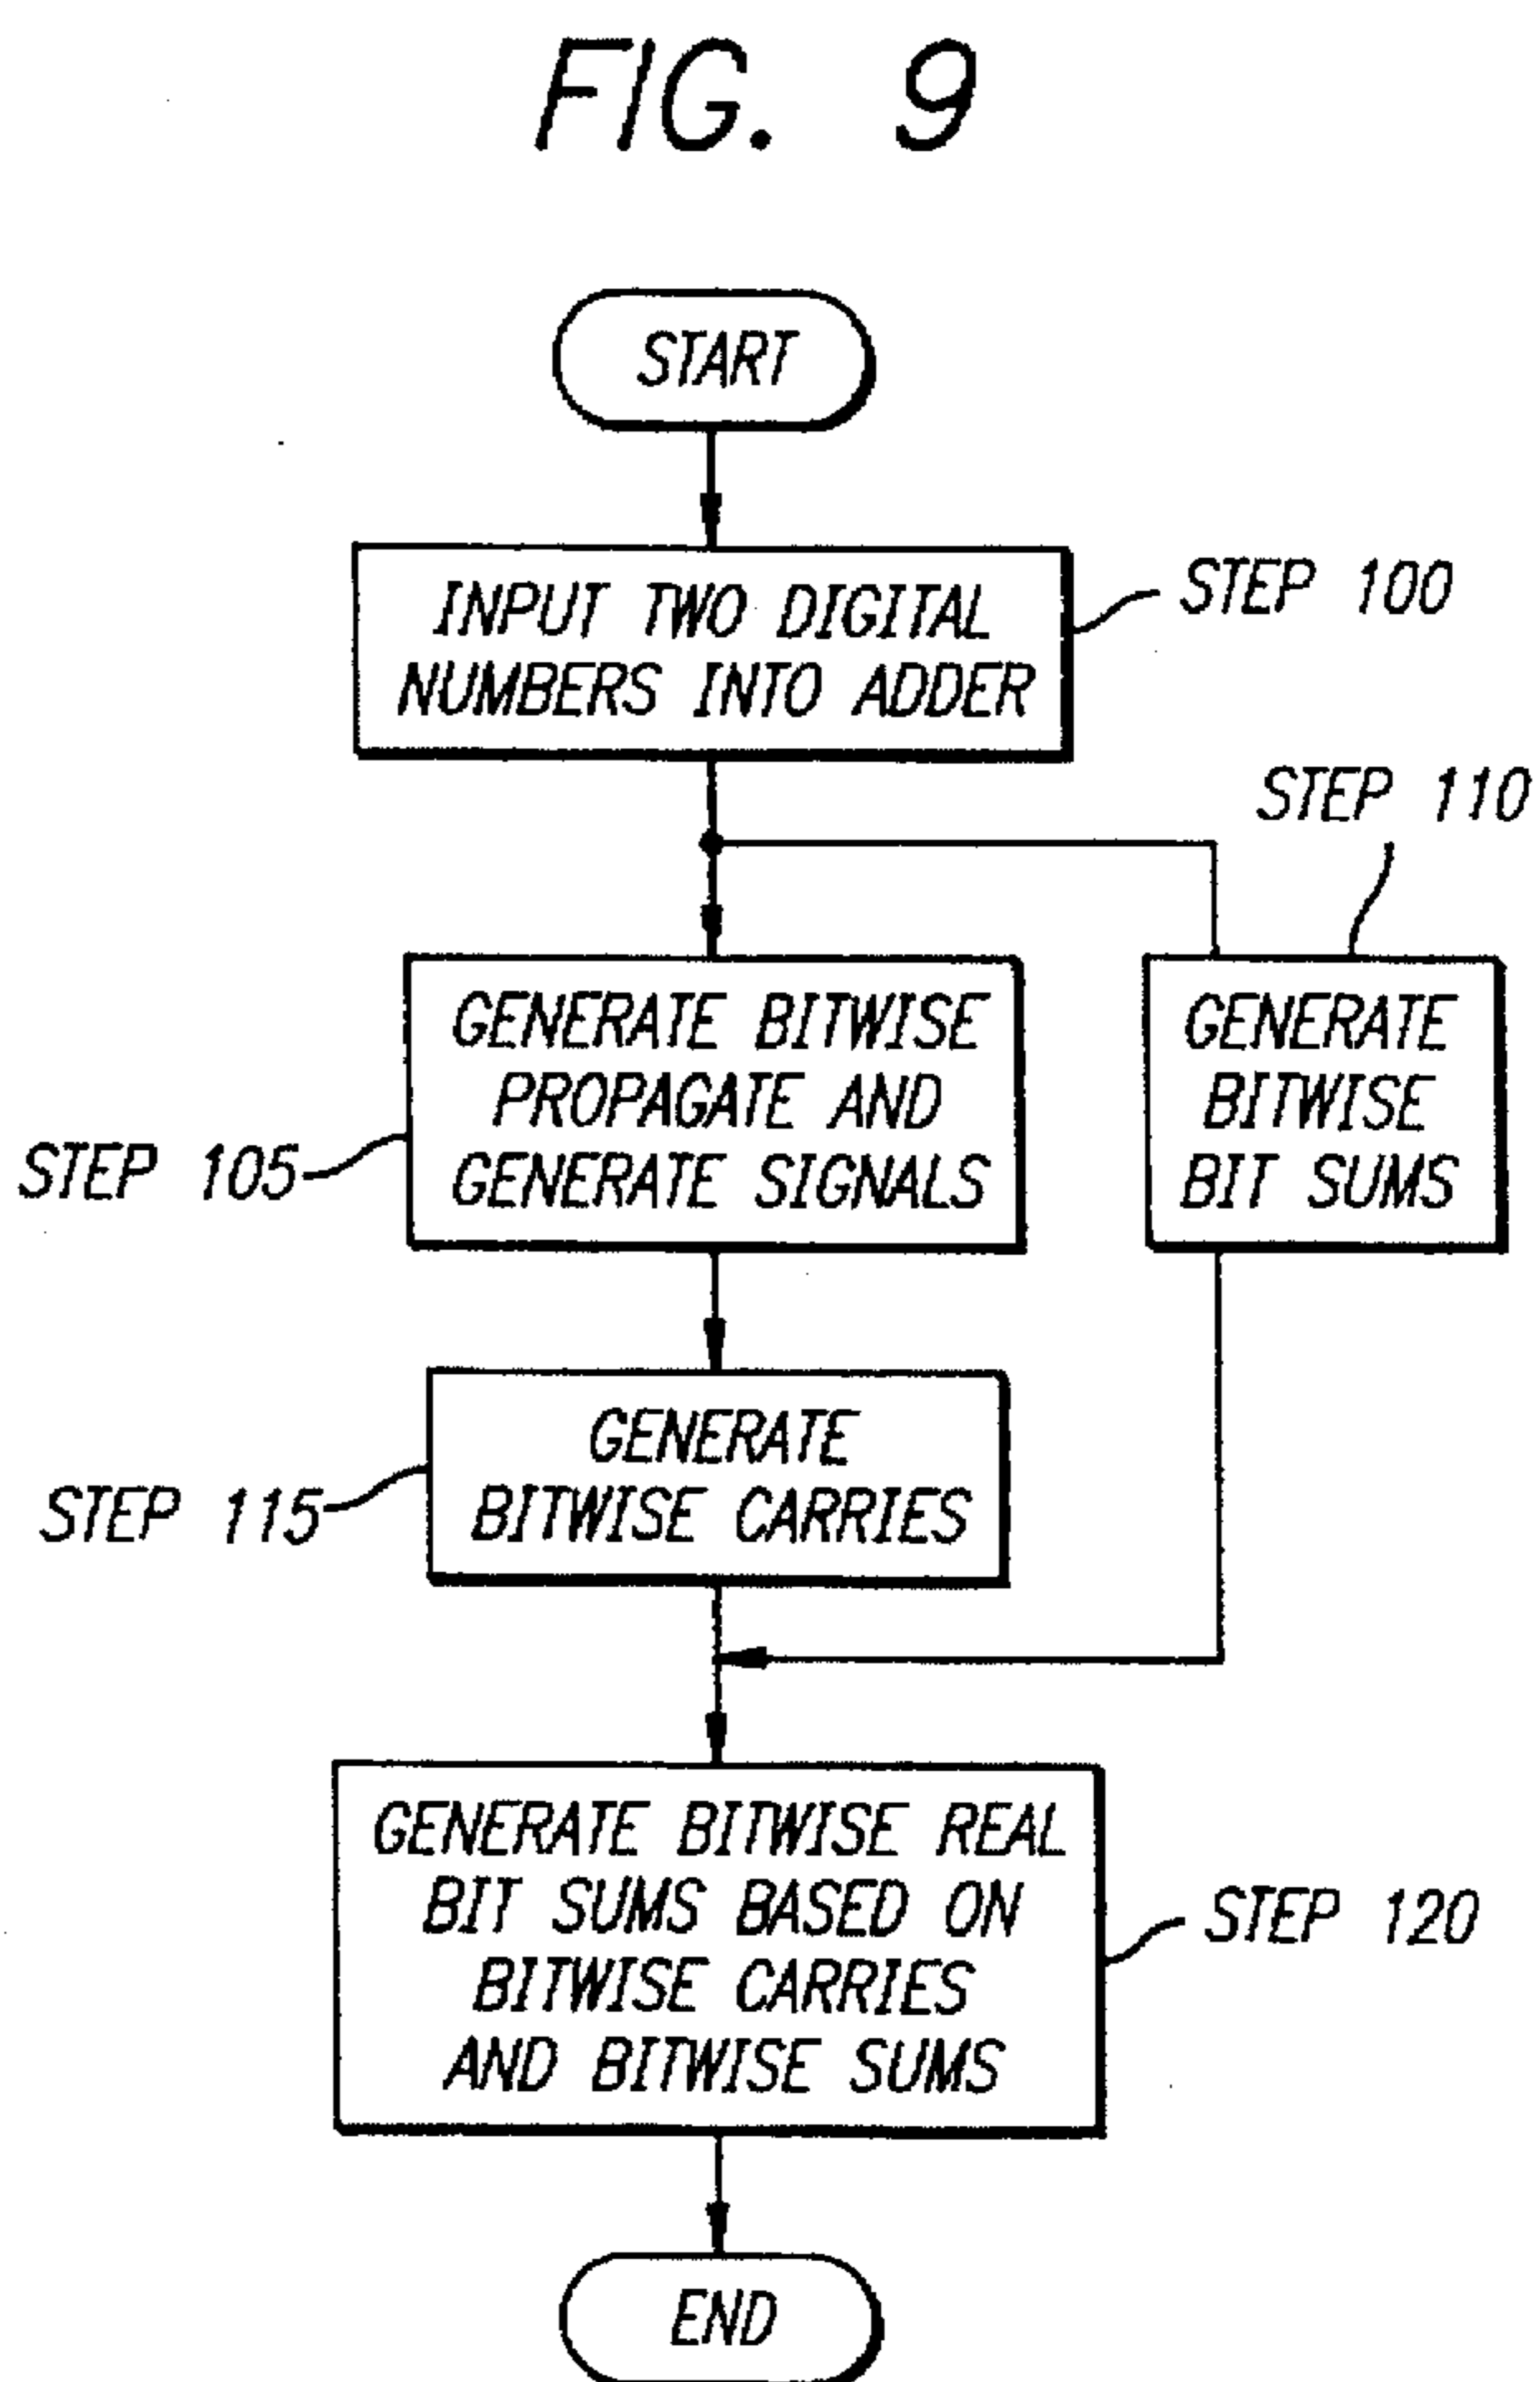 FIG. 9
START
INPUT TWO DIGITAL
NUMBERS INTO ADDER
STEP 100
STEP 110
GENERATE BITWISE
PROPAGATE AND
GENERATE SIGNALS
STEP 105
GENERATE
BITWISE
BIT SUMS
GENERATE
BITWISE CARRIES
STEP 115
GENERATE BITWISE REAL
BIT SUMS BASED ON
BITWISE CARRIES
AND BITWISE SUMS
STEP 120
END